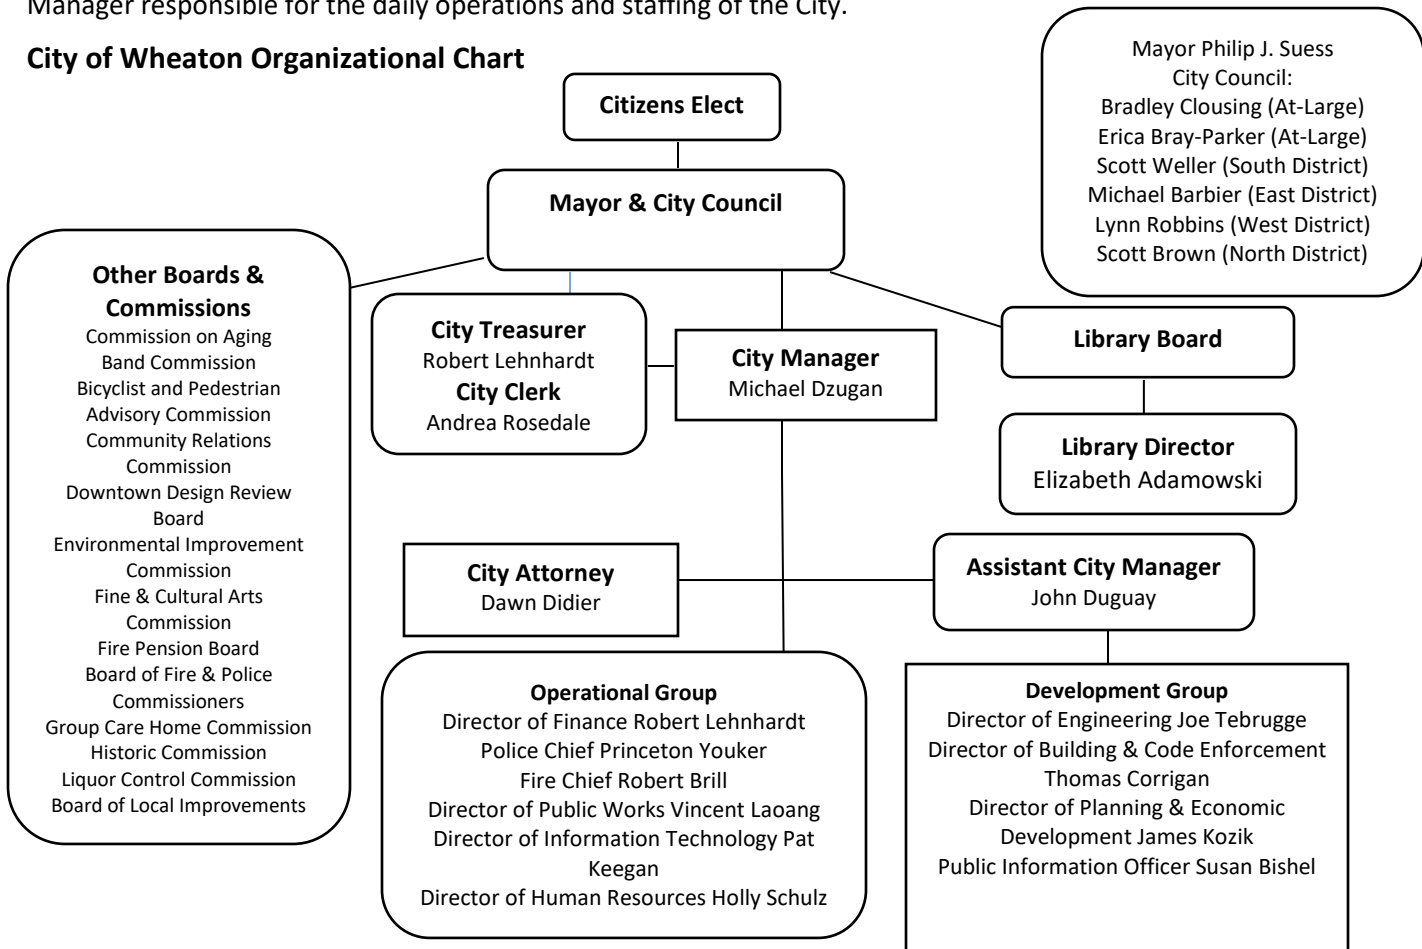 Manager responsible for the daily operations and staffing of the City.
City of Wheaton Organizational Chart
Mayor Philip J. Suess
City Council:
Bradley Clousing (At-Large)
Erica Bray-Parker (At-Large)
Scott Weller (South District)
Michael Barbier (East District)
Lynn Robbins (West District)
Scott Brown (North District)
Citizens Elect
Mayor & City Council
Other Boards &
Commissions
Commission on Aging
Band Commission
Bicyclist and Pedestrian
Advisory Commission
Community Relations
Commission
Downtown Design Review
Board
Environmental Improvement
Commission
Fine & Cultural Arts
Commission
Fire Pension Board
Board of Fire & Police
Commissioners
Group Care Home Commission
Historic Commission
Liquor Control Commission
Board of Local Improvements
City Treasurer
Robert Lehnhardt
City Clerk
Andrea Rosedale
City Manager
Michael Dzugan
Library Board
Library Director
Elizabeth Adamowski
City Attorney
Dawn Didier
Assistant City Manager
John Duguay
Operational Group
Director of Finance Robert Lehnhardt
Police Chief Princeton Youker
Fire Chief Robert Brill
Director of Public Works Vincent Laoang
Director of Information Technology Pat
Keegan
Director of Human Resources Holly Schulz
Development Group
Director of Engineering Joe Tebrugge
Director of Building & Code Enforcement
Thomas Corrigan
Director of Planning & Economic
Development James Kozik
Public Information Officer Susan Bishel